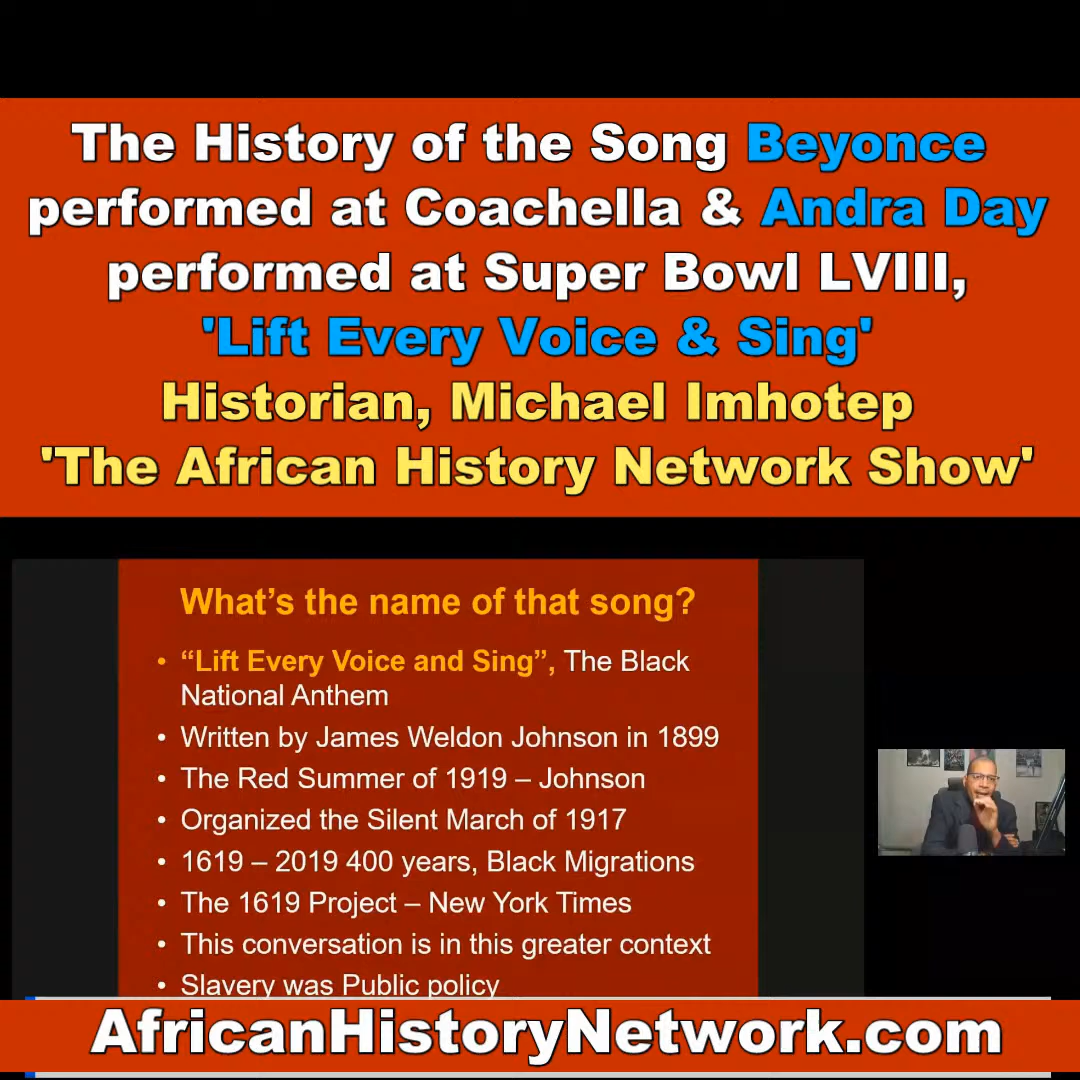 The History of the Song Beyonce
performed at Coachella & Andra Day
performed at Super Bowl LVIII,
'Lift Every Voice & Sing'
Historian, Michael Imhotep
'The African History Network Show'
What's the name of that song?
• “Lift Every Voice and Sing”, The Black
National Anthem
• Written by James Weldon Johnson in 1899
• The Red Summer of 1919 – Johnson
• Organized the Silent March of 1917
• 1619 – 2019 400 years, Black Migrations
• The 1619 Project – New York Times
• This conversation is in this greater context
• Slavery was Public policy
AfricanHistoryNetwork.com